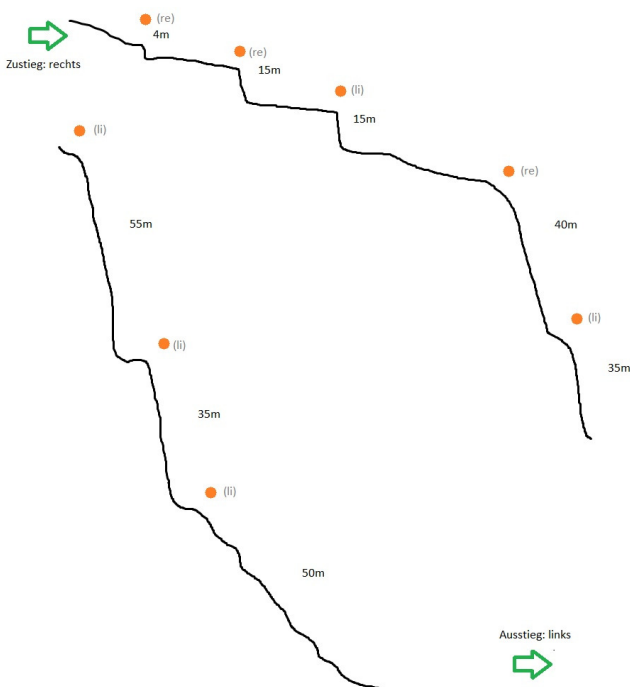 (re)
4m
Zustieg: rechts
(re)
15m
(li)
15m
(re)
40m
(li)
35m
(li)
55m
(li)
35m
(li)
50m
Ausstieg: links